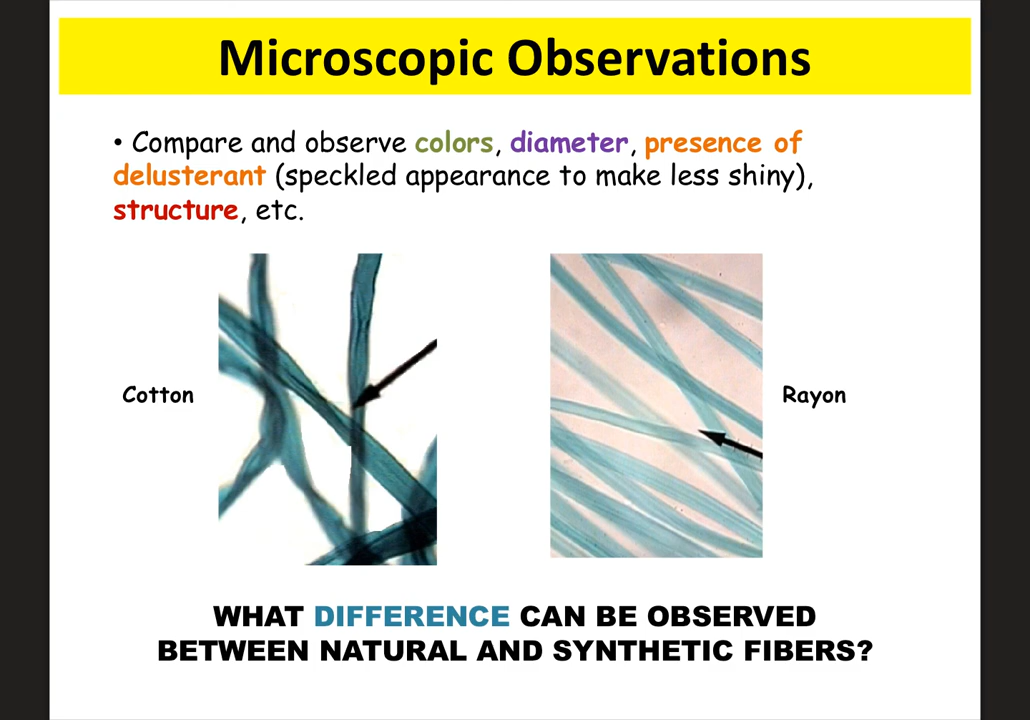 Microscopic Observations
• Compare and observe colors, diameter, presence of
delusterant (speckled appearance to make less shiny),
structure, etc.
Cotton
Rayon
WHAT DIFFERENCE CAN BE OBSERVED
BETWEEN NATURAL AND SYNTHETIC FIBERS?